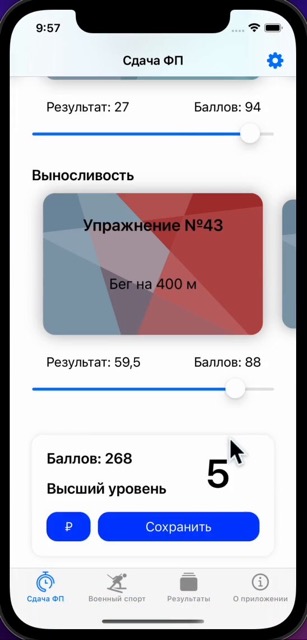 9:57
Сдача ФП
Результат: 27 Баллов: 94
Выносливость
Упражнение №43
Бег на 400 м
Результат: 59,5 Баллов: 88
Баллов: 268
Высший уровень
5
₽ Сохранить
Сдача ФП Военный спорт Результаты О приложении